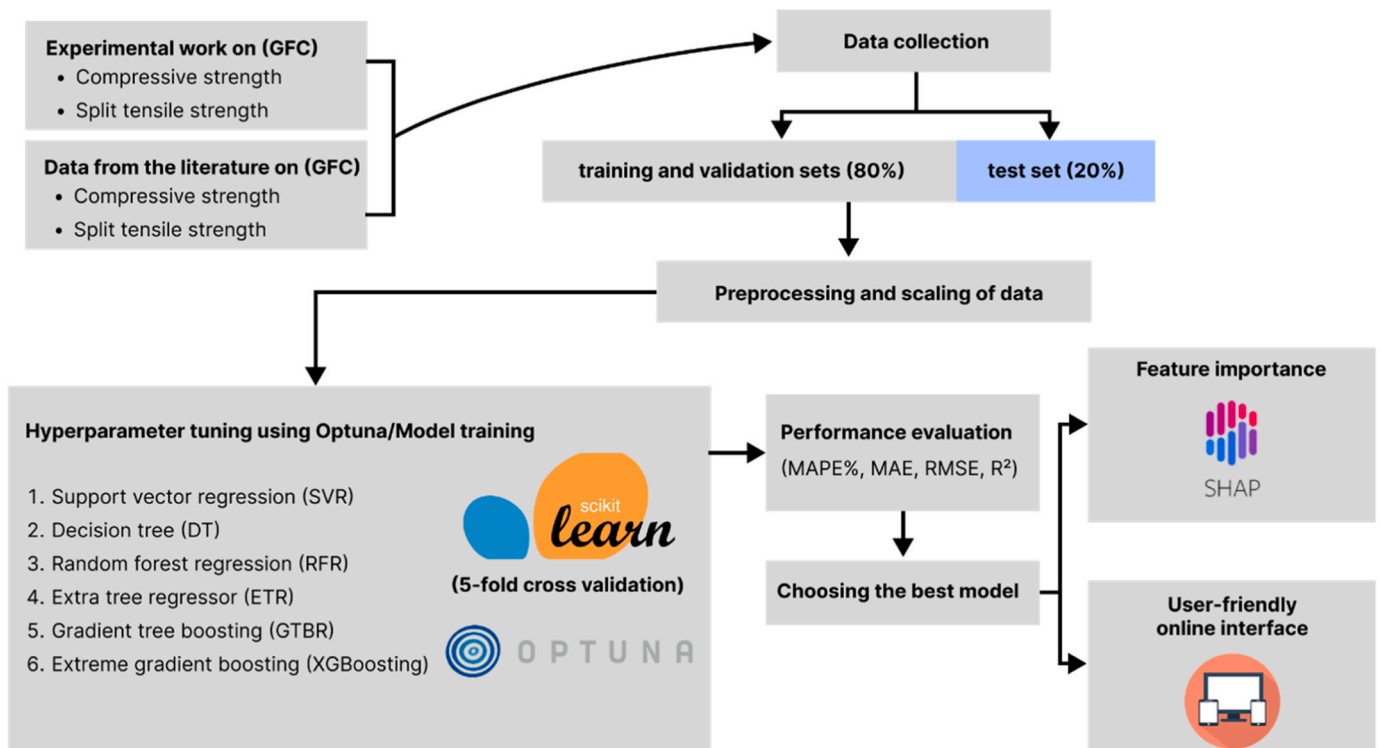 Experimental work on (GFC)
• Compressive strength
• Split tensile strength
Data from the literature on (GFC)
• Compressive strength
• Split tensile strength
Data collection
training and validation sets (80%)
test set (20%)
Preprocessing and scaling of data
Hyperparameter tuning using Optuna/Model training
1. Support vector regression (SVR)
2. Decision tree (DT)
3. Random forest regression (RFR)
4. Extra tree regressor (ETR)
5. Gradient tree boosting (GTBR)
6. Extreme gradient boosting (XGBoosting)
scikit
learn
(5-fold cross validation)
OPTUNA
Performance evaluation
(MAPE%, MAE, RMSE, R²)
Choosing the best model
Feature importance
SHAP
User-friendly
online interface